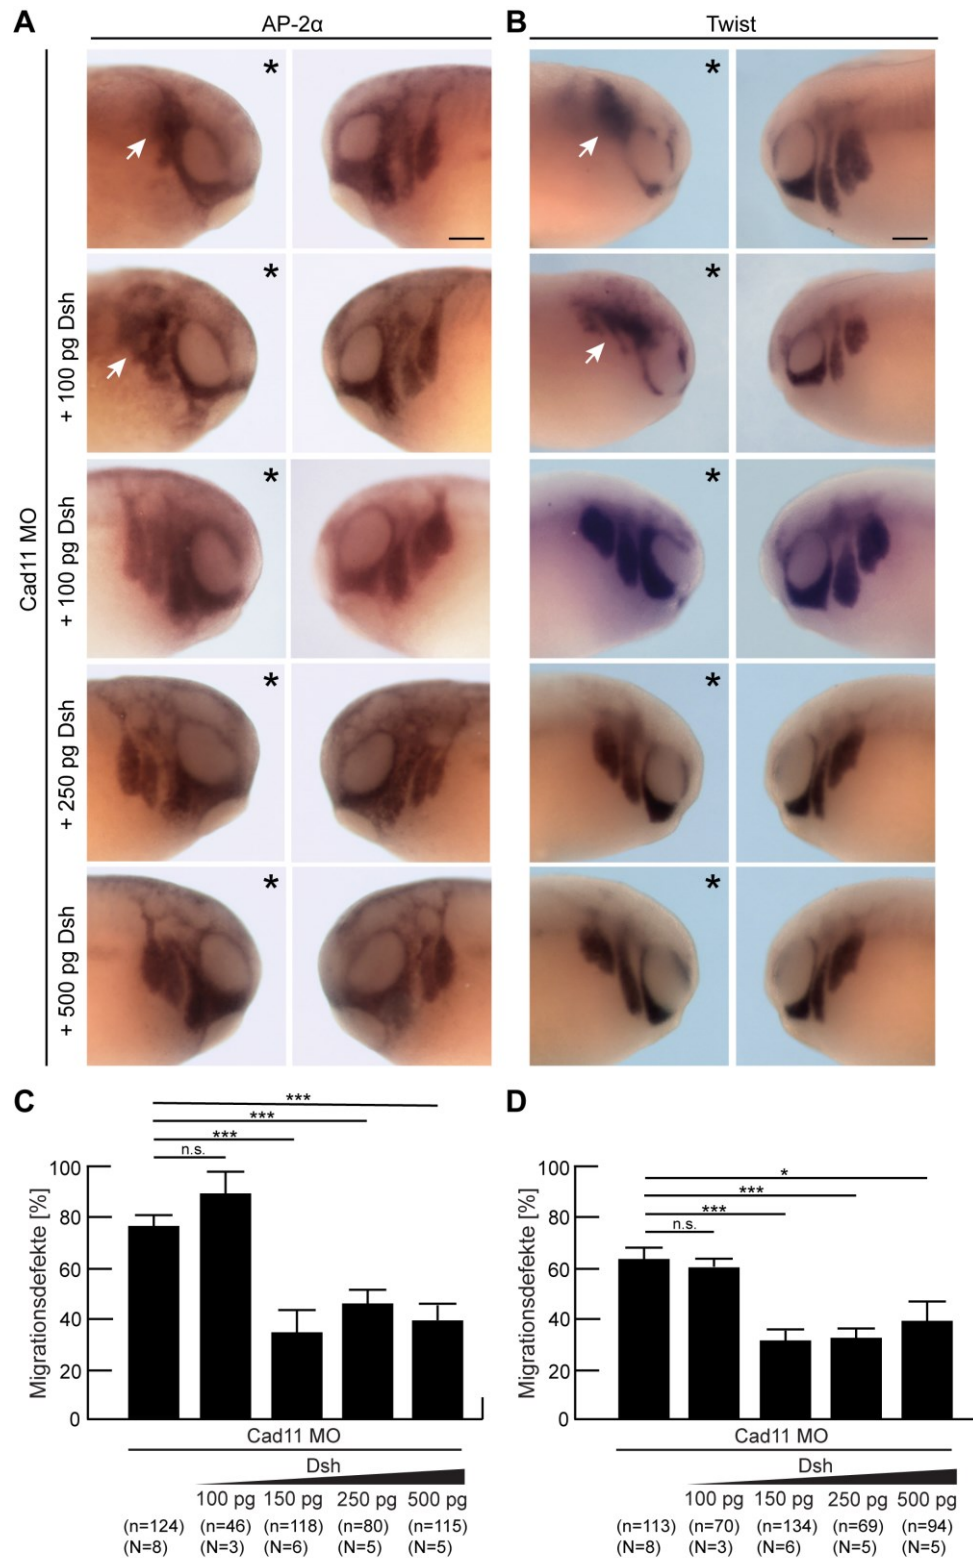 A
AP-2α
B
Twist
*
*
Cad11 MO
+ 100 pg Dsh
*
*
+ 100 pg Dsh
*
*
+ 250 pg Dsh
*
*
+ 500 pg Dsh
*
*
C
***
***
***
n.s.
Migrationsdefekte [%]
100
80
60
40
20
0
Cad11 MO
Dsh
100 pg 150 pg 250 pg 500 pg
(n=124) (n=46) (n=118) (n=80) (n=115)
(N=8) (N=3) (N=6) (N=5) (N=5)
D
*
***
***
n.s.
Migrationsdefekte [%]
100
80
60
40
20
0
Cad11 MO
Dsh
100 pg 150 pg 250 pg 500 pg
(n=113) (n=70) (n=134) (n=69) (n=94)
(N=8) (N=3) (N=6) (N=5) (N=5)